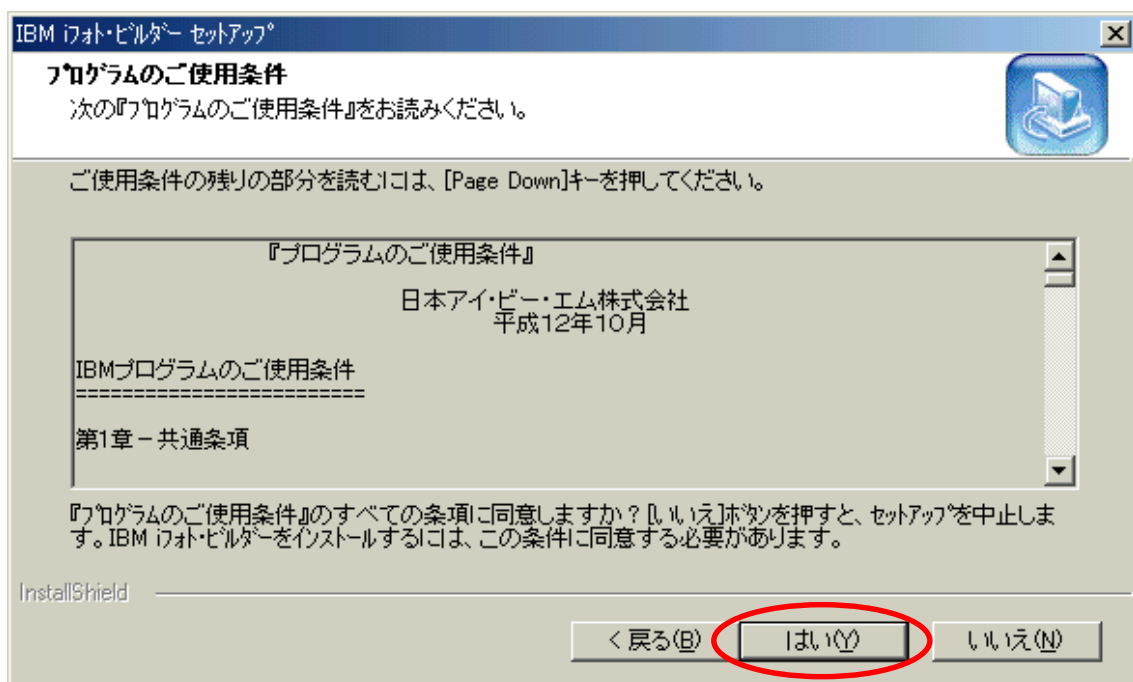 IBM iﾌｫﾄ・ﾋﾞﾙﾀﾞｰ ｾｯﾄｱｯﾌﾟ
ﾌﾟﾛｸﾞﾗﾑのご使用条件
次の『ﾌﾟﾛｸﾞﾗﾑのご使用条件』をお読みください。
ご使用条件の残りの部分を読むには、[Page Down]ｷｰを押してください。
『プログラムのご使用条件』
日本アイ・ビー・エム株式会社
平成12年10月
IBMプログラムのご使用条件
=========================
第1章－共通条項
『ﾌﾟﾛｸﾞﾗﾑのご使用条件』のすべての条項に同意しますか？[いいえ]ﾎﾞﾀﾝを押すと、ｾｯﾄｱｯﾌﾟを中止しま
す。IBM iﾌｫﾄ・ﾋﾞﾙﾀﾞｰをｲﾝｽﾄｰﾙするには、この条件に同意する必要があります。
InstallShield
< 戻る(B)
はい(Y)
いいえ(N)